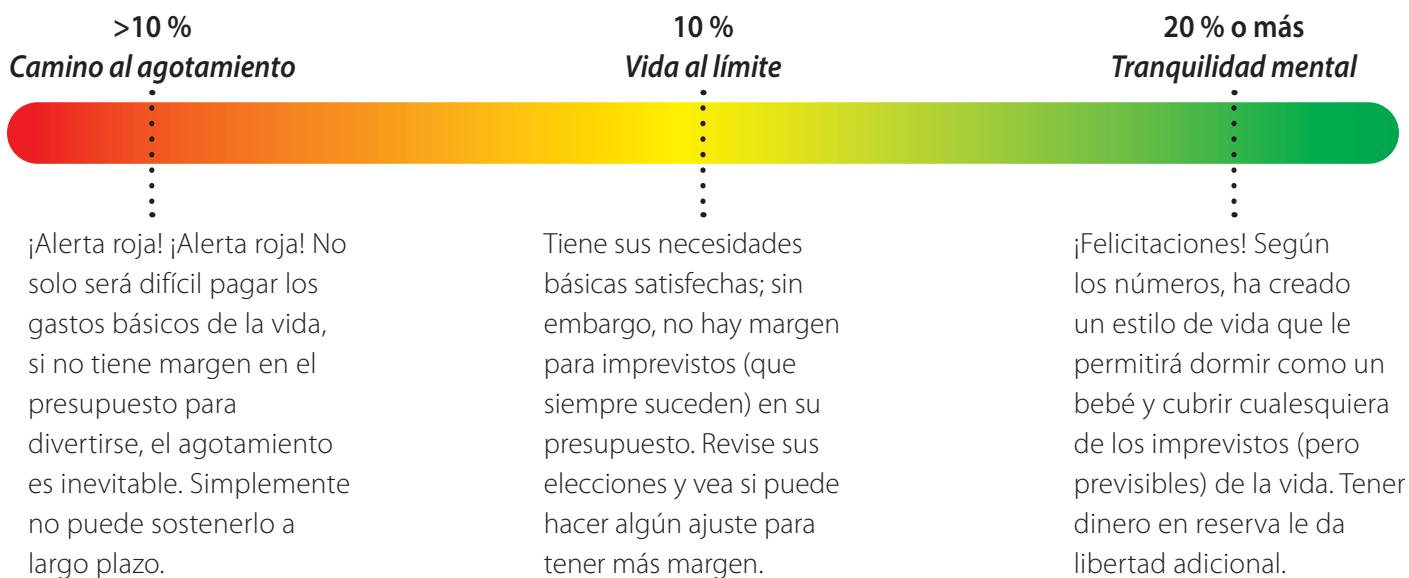 >10 %
Camino al agotamiento
10 %
Vida al límite
20 % o más
Tranquilidad mental
¡Alerta roja! ¡Alerta roja! No
solo será difícil pagar los
gastos básicos de la vida,
si no tiene margen en el
presupuesto para
divertirse, el agotamiento
es inevitable. Simplemente
no puede sostenerlo a
largo plazo.
Tiene sus necesidades
básicas satisfechas; sin
embargo, no hay margen
para imprevistos (que
siempre suceden) en su
presupuesto. Revise sus
elecciones y vea si puede
hacer algún ajuste para
tener más margen.
¡Felicitaciones! Según
los números, ha creado
un estilo de vida que le
permitirá dormir como un
bebé y cubrir cualesquiera
de los imprevistos (pero
previsibles) de la vida. Tener
dinero en reserva le da
libertad adicional.